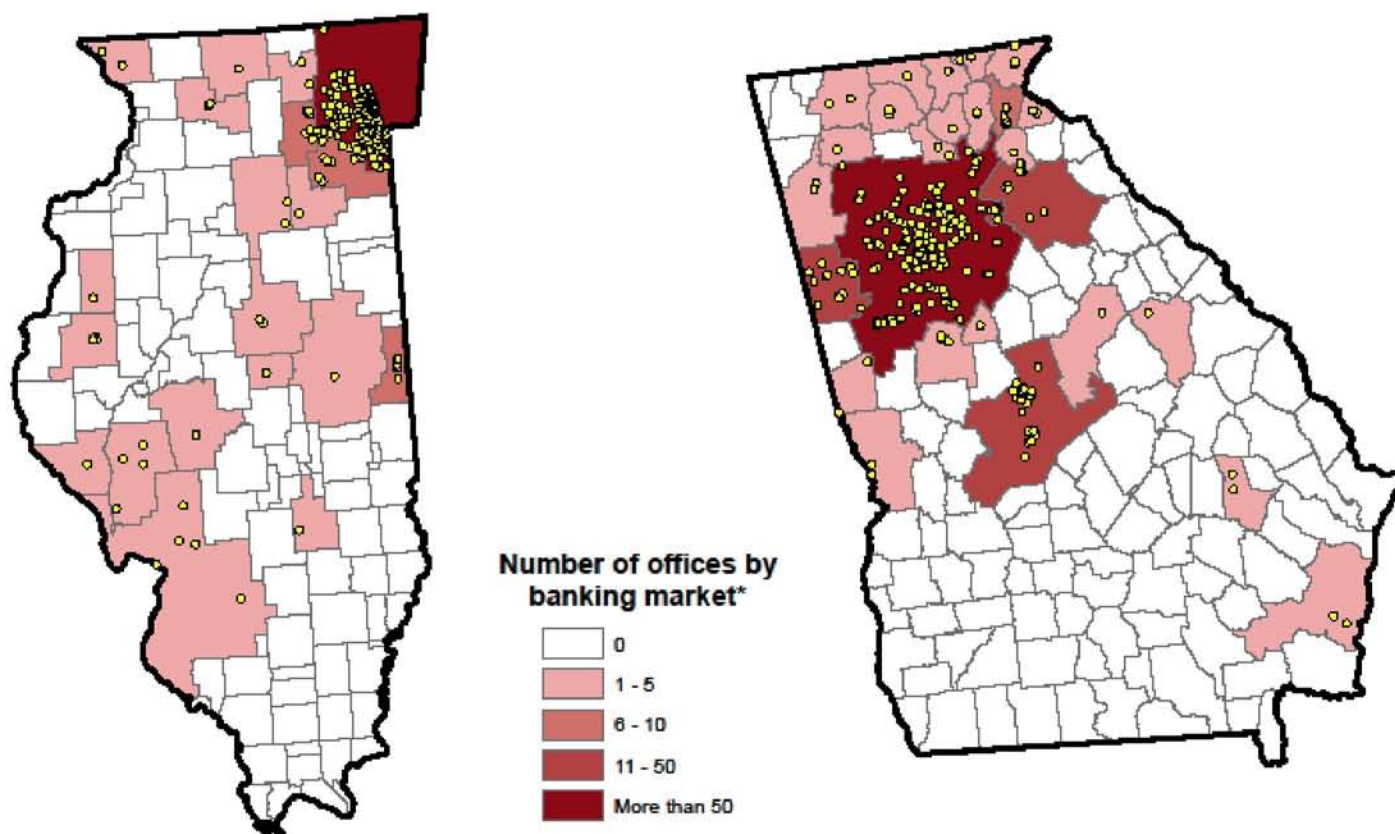 Number of offices by
banking market*
0
1 - 5
6 - 10
11 - 50
More than 50